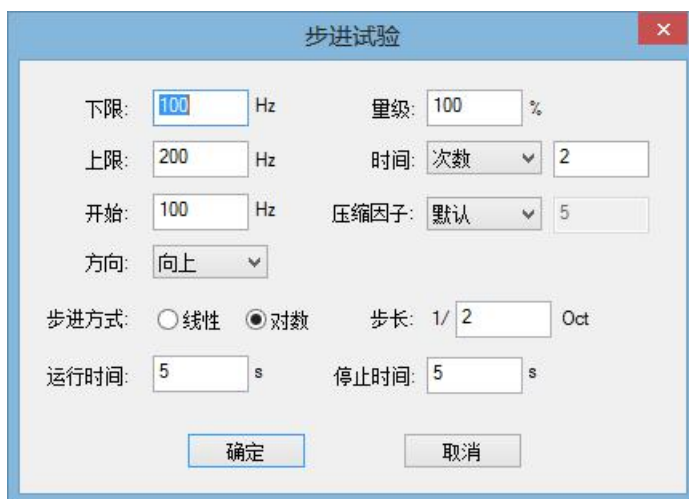 步进试验
下限: 100 Hz 量级: 100 %
上限: 200 Hz 时间: 次数 2
开始: 100 Hz 压缩因子: 默认 5
方向: 向上
步进方式: 线性 对数 步长: 1/ 2 Oct
运行时间: 5 s 停止时间: 5 s
确定 取消